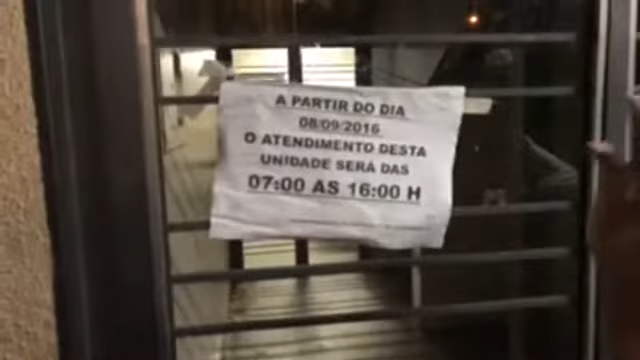 A PARTIR DO DIA
08/09/2016
O ATENDIMENTO DESTA
UNIDADE SERÁ DAS
07:00 AS 16:00 H